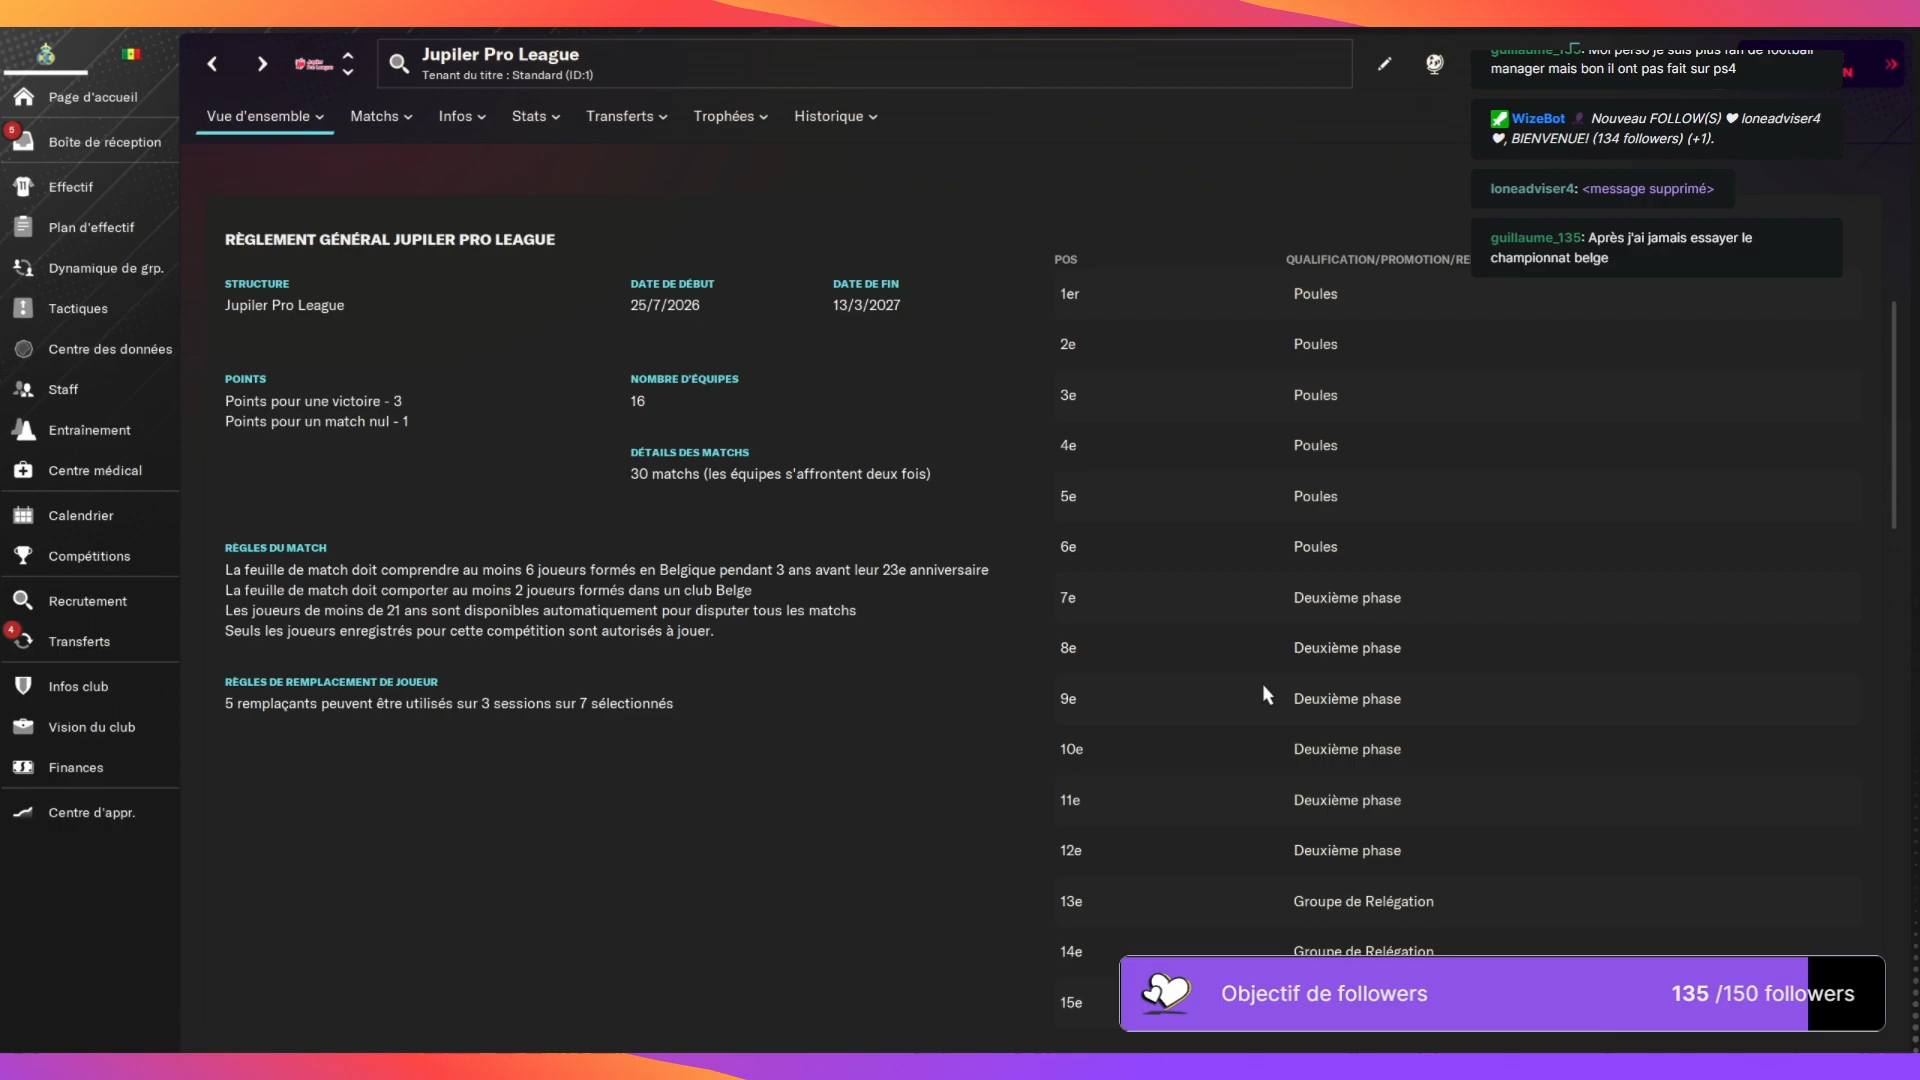 Jupiler Pro League
Tenant du titre : Standard (ID:1)
Vue d'ensemble
Matchs
Infos
Stats
Transferts
Trophées
Historique
Page d'accueil
5
Boîte de réception
Effectif
Plan d'effectif
Dynamique de grp.
Tactiques
Centre des données
Staff
Entraînement
Centre médical
Calendrier
Compétitions
Recrutement
4
Transferts
Infos club
Vision du club
Finances
Centre d'appr.
RÈGLEMENT GÉNÉRAL JUPILER PRO LEAGUE
STRUCTURE
Jupiler Pro League
DATE DE DÉBUT
25/7/2026
DATE DE FIN
13/3/2027
POINTS
Points pour une victoire - 3
Points pour un match nul - 1
NOMBRE D'ÉQUIPES
16
DÉTAILS DES MATCHS
30 matchs (les équipes s'affrontent deux fois)
RÈGLES DU MATCH
La feuille de match doit comprendre au moins 6 joueurs formés en Belgique pendant 3 ans avant leur 23e anniversaire
La feuille de match doit comporter au moins 2 joueurs formés dans un club Belge
Les joueurs de moins de 21 ans sont disponibles automatiquement pour disputer tous les matchs
Seuls les joueurs enregistrés pour cette compétition sont autorisés à jouer.
RÈGLES DE REMPLACEMENT DE JOUEUR
5 remplaçants peuvent être utilisés sur 3 sessions sur 7 sélectionnés
POS QUALIFICATION/PROMOTION/RE
1er Poules
2e Poules
3e Poules
4e Poules
5e Poules
6e Poules
7e Deuxième phase
8e Deuxième phase
9e Deuxième phase
10e Deuxième phase
11e Deuxième phase
12e Deuxième phase
13e Groupe de Relégation
14e Groupe de Relégation
15e
guillaume_135: Moi perso je suis plus fan de football
manager mais bon il ont pas fait sur ps4
N
WizeBot Nouveau FOLLOW(S) loneadviser4
, BIENVENUE! (134 followers) (+1).
loneadviser4: <message supprimé>
guillaume_135: Après j'ai jamais essayer le
championnat belge
Objectif de followers
135 /150 followers